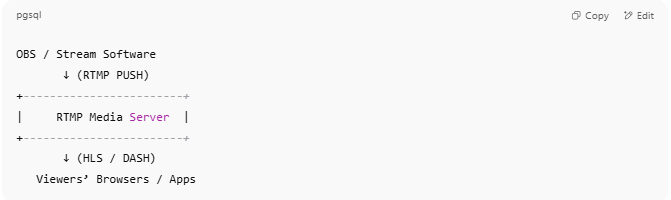 pgsql
Copy Edit
OBS / Stream Software
↓ (RTMP PUSH)
+------------------------+
|     RTMP Media Server  |
+------------------------+
↓ (HLS / DASH)
Viewers’ Browsers / Apps